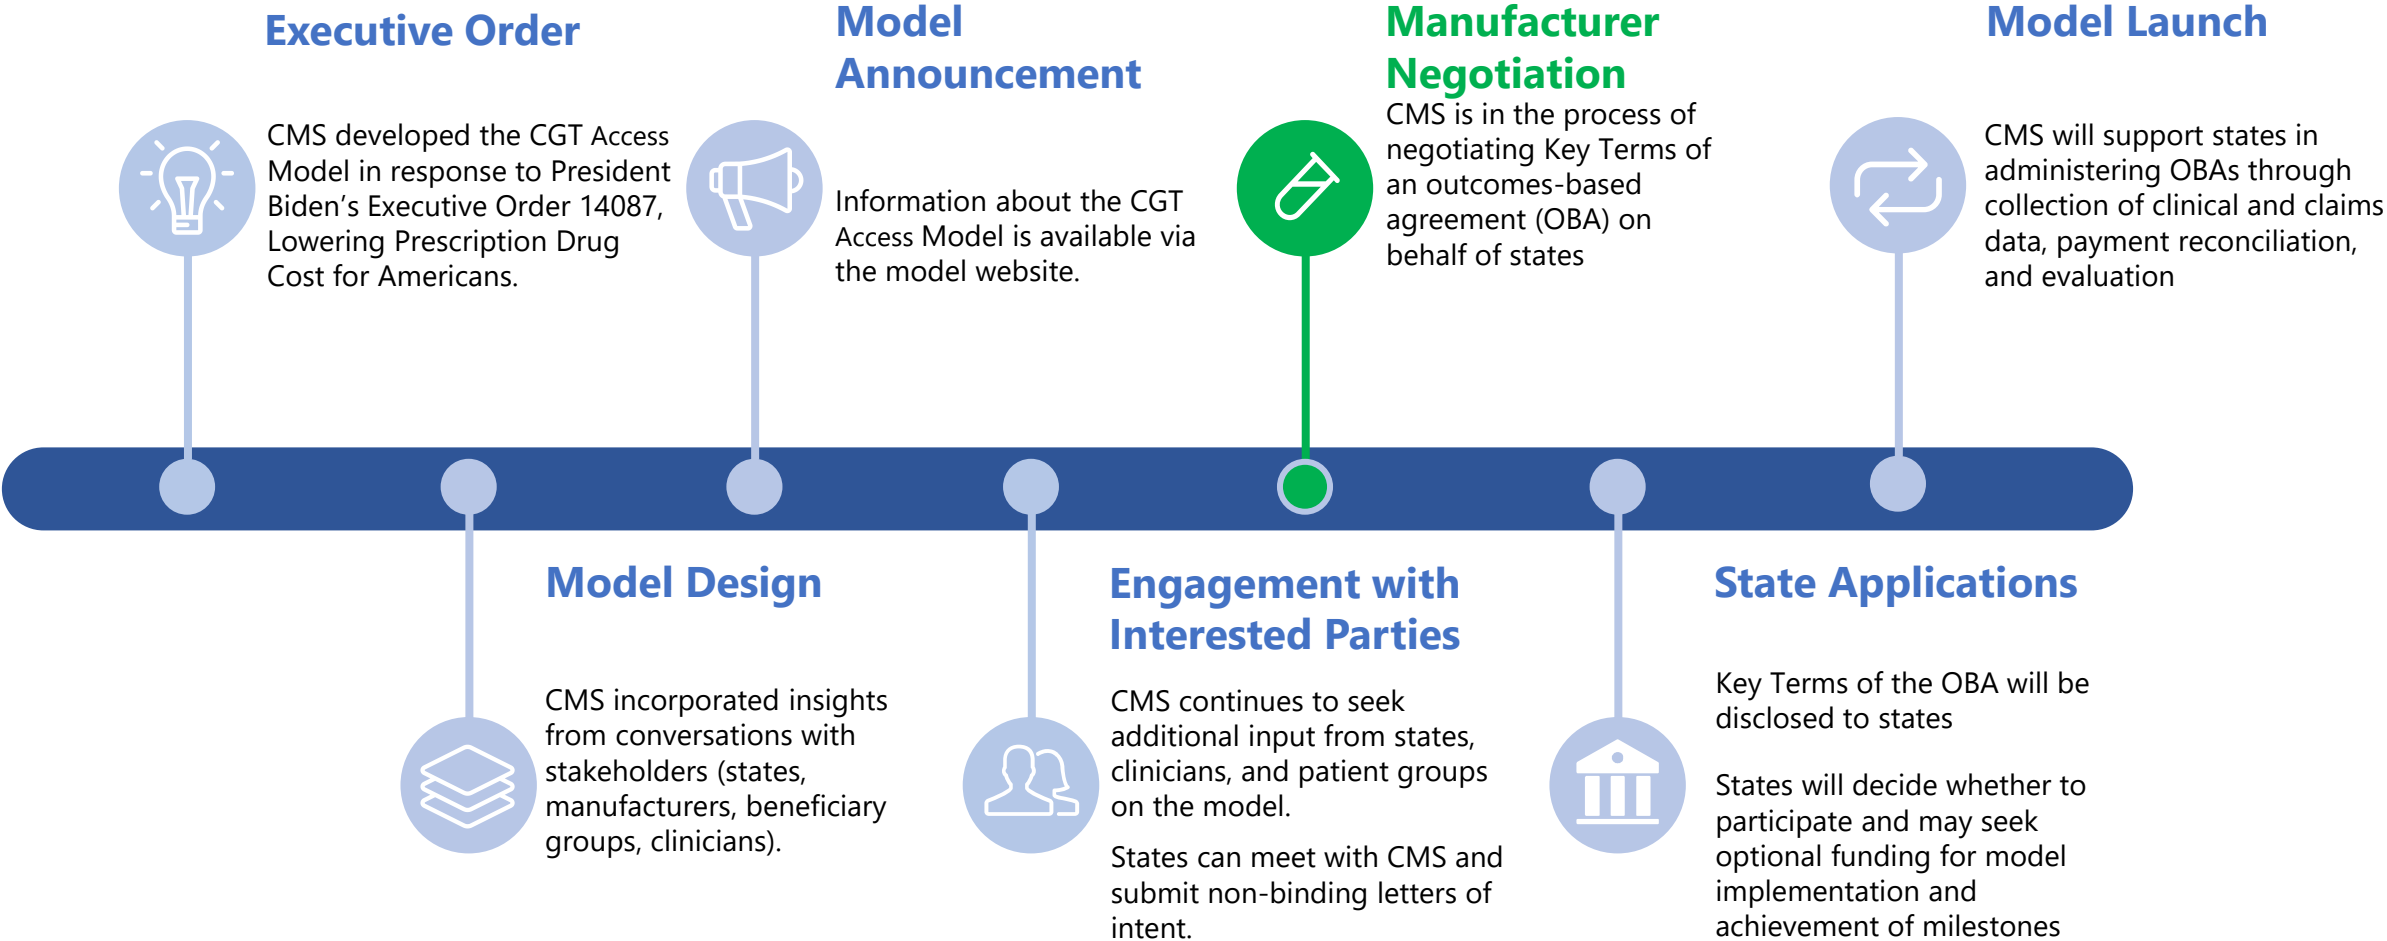 Executive Order
CMS developed the CGT Access
Model in response to President
Biden’s Executive Order 14087,
Lowering Prescription Drug
Cost for Americans.
Model
Announcement
Information about the CGT
Access Model is available via
the model website.
Manufacturer
Negotiation
CMS is in the process of
negotiating Key Terms of
an outcomes-based
agreement (OBA) on
behalf of states
Model Launch
CMS will support states in
administering OBAs through
collection of clinical and claims
data, payment reconciliation,
and evaluation
Model Design
CMS incorporated insights
from conversations with
stakeholders (states,
manufacturers, beneficiary
groups, clinicians).
Engagement with
Interested Parties
CMS continues to seek
additional input from states,
clinicians, and patient groups
on the model.
States can meet with CMS and
submit non-binding letters of
intent.
State Applications
Key Terms of the OBA will be
disclosed to states
States will decide whether to
participate and may seek
optional funding for model
implementation and
achievement of milestones